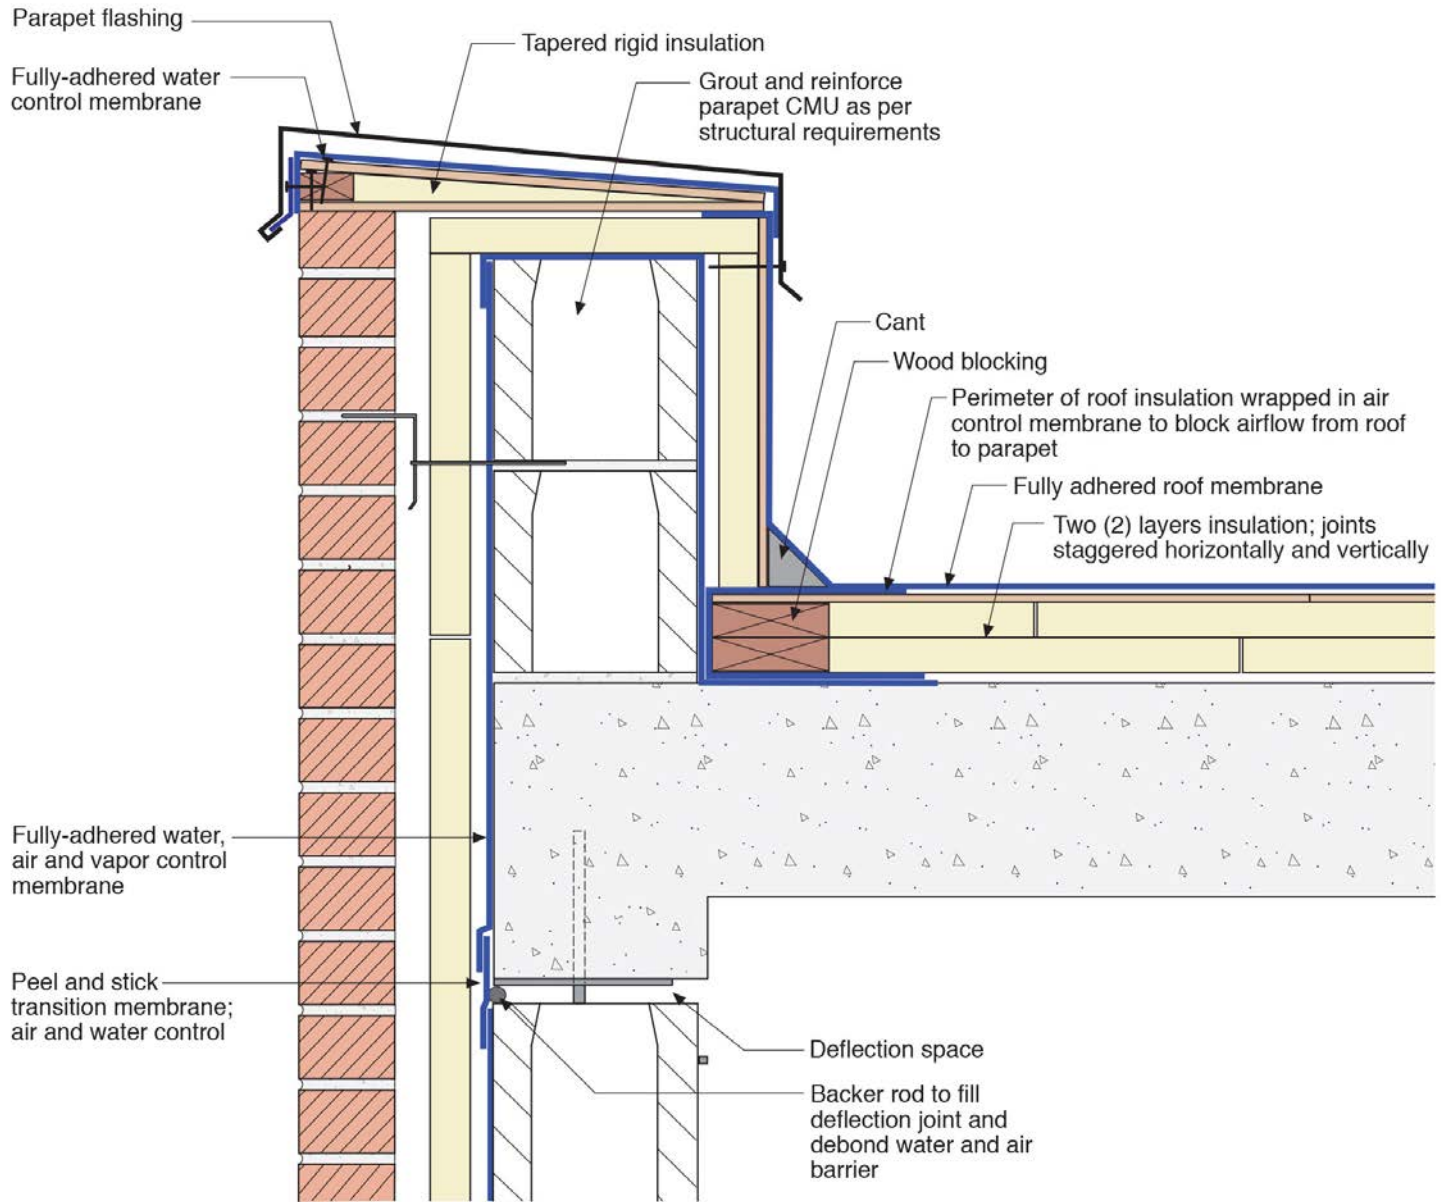 Parapet flashing
Tapered rigid insulation
Fully-adhered water
control membrane
Grout and reinforce
parapet CMU as per
structural requirements
Cant
Wood blocking
Perimeter of roof insulation wrapped in air
control membrane to block airflow from roof
to parapet
Fully adhered roof membrane
Two (2) layers insulation; joints
staggered horizontally and vertically
Fully-adhered water,
air and vapor control
membrane
Peel and stick
transition membrane;
air and water control
Deflection space
Backer rod to fill
deflection joint and
debond water and air
barrier